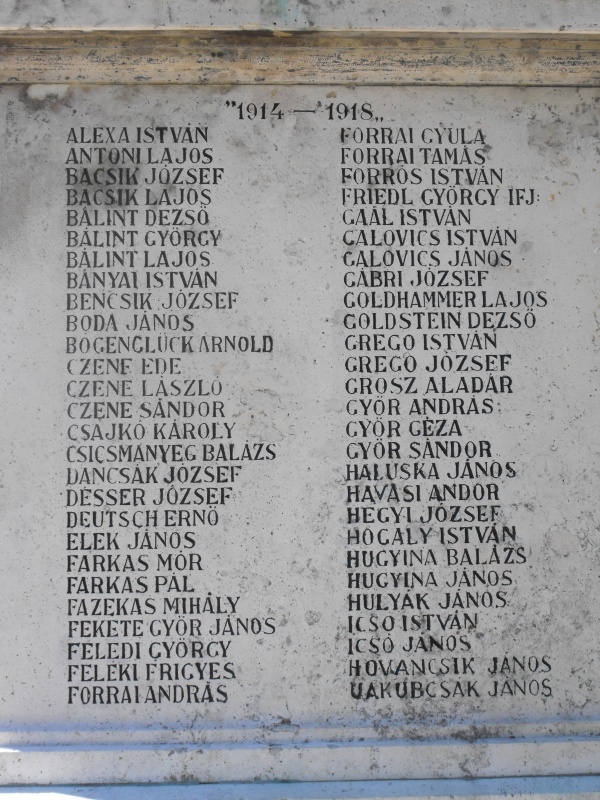 "1914 — 1918„
ALEXA ISTVÁN
ANTONI LAJOS
BACSIK JÓZSEF
BACSIK LAJOS
BÁLINT DEZSŐ
BÁLINT GYÖRGY
BÁLINT LAJOS
BÁNYAI ISTVÁN
BENCSIK JÓZSEF
BODA JÁNOS
BOGENGLÜCK ARNOLD
CZENE EDE
CZENE LÁSZLÓ
CZENE SÁNDOR
CSAJKÓ KÁROLY
CSICSMANYEG BALÁZS
DANCSÁK JÓZSEF
DESSER JÓZSEF
DEUTSCH ERNŐ
ELEK JÁNOS
FARKAS MÓR
FARKAS PÁL
FAZEKAS MIHÁLY
FEKETE GYŐR JÁNOS
FELEDI GYÖRGY
FELEKI FRIGYES
FORRAI ANDRÁS
FORRAI GYULA
FORRAI TAMÁS
FORRÓS ISTVÁN
FRIEDL GYÖRGY IFJ:
GAÁL ISTVÁN
GALOVICS ISTVÁN
GALOVICS JÁNOS
GÁBRI JÓZSEF
GOLDHAMMER LAJOS
GOLDSTEIN DEZSŐ
GREGO ISTVÁN
GREGO JÓZSEF
GROSZ ALADÁR
GYŐR ANDRÁS
GYŐR GÉZA
GYŐR SÁNDOR
HALUSKA JÁNOS
HAVASI ANDOR
HEGYI JÓZSEF
HÓGALY ISTVÁN
HUGYINA BALÁZS
HUGYINA JÁNOS
HULYÁK JÁNOS
ICSÓ ISTVÁN
ICSÓ JÁNOS
HOVANCSIK JÁNOS
JAKUBCSAK JÁNOS